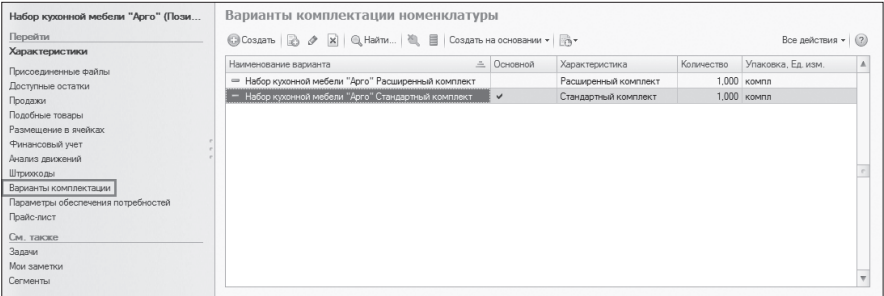 Набор кухонной мебели "Арго" (Пози...
Перейти
Характеристики
Присоединенные файлы
Доступные остатки
Продажи
Подобные товары
Размещение в ячейках
Финансовый учет
Анализ движений
Штрихкоды
Варианты комплектации
Параметры обеспечения потребностей
Прайс-лист
См. также
Задачи
Мои заметки
Сегменты
Варианты комплектации номенклатуры
Создать Найти... Создать на основании Все действия
Наименование варианта Основной Характеристика Количество Упаковка, Ед. изм.
Набор кухонной мебели "Арго" Расширенный комплект Расширенный комплект 1,000 компл
Набор кухонной мебели "Арго" Стандартный комплект Стандартный комплект 1,000 компл